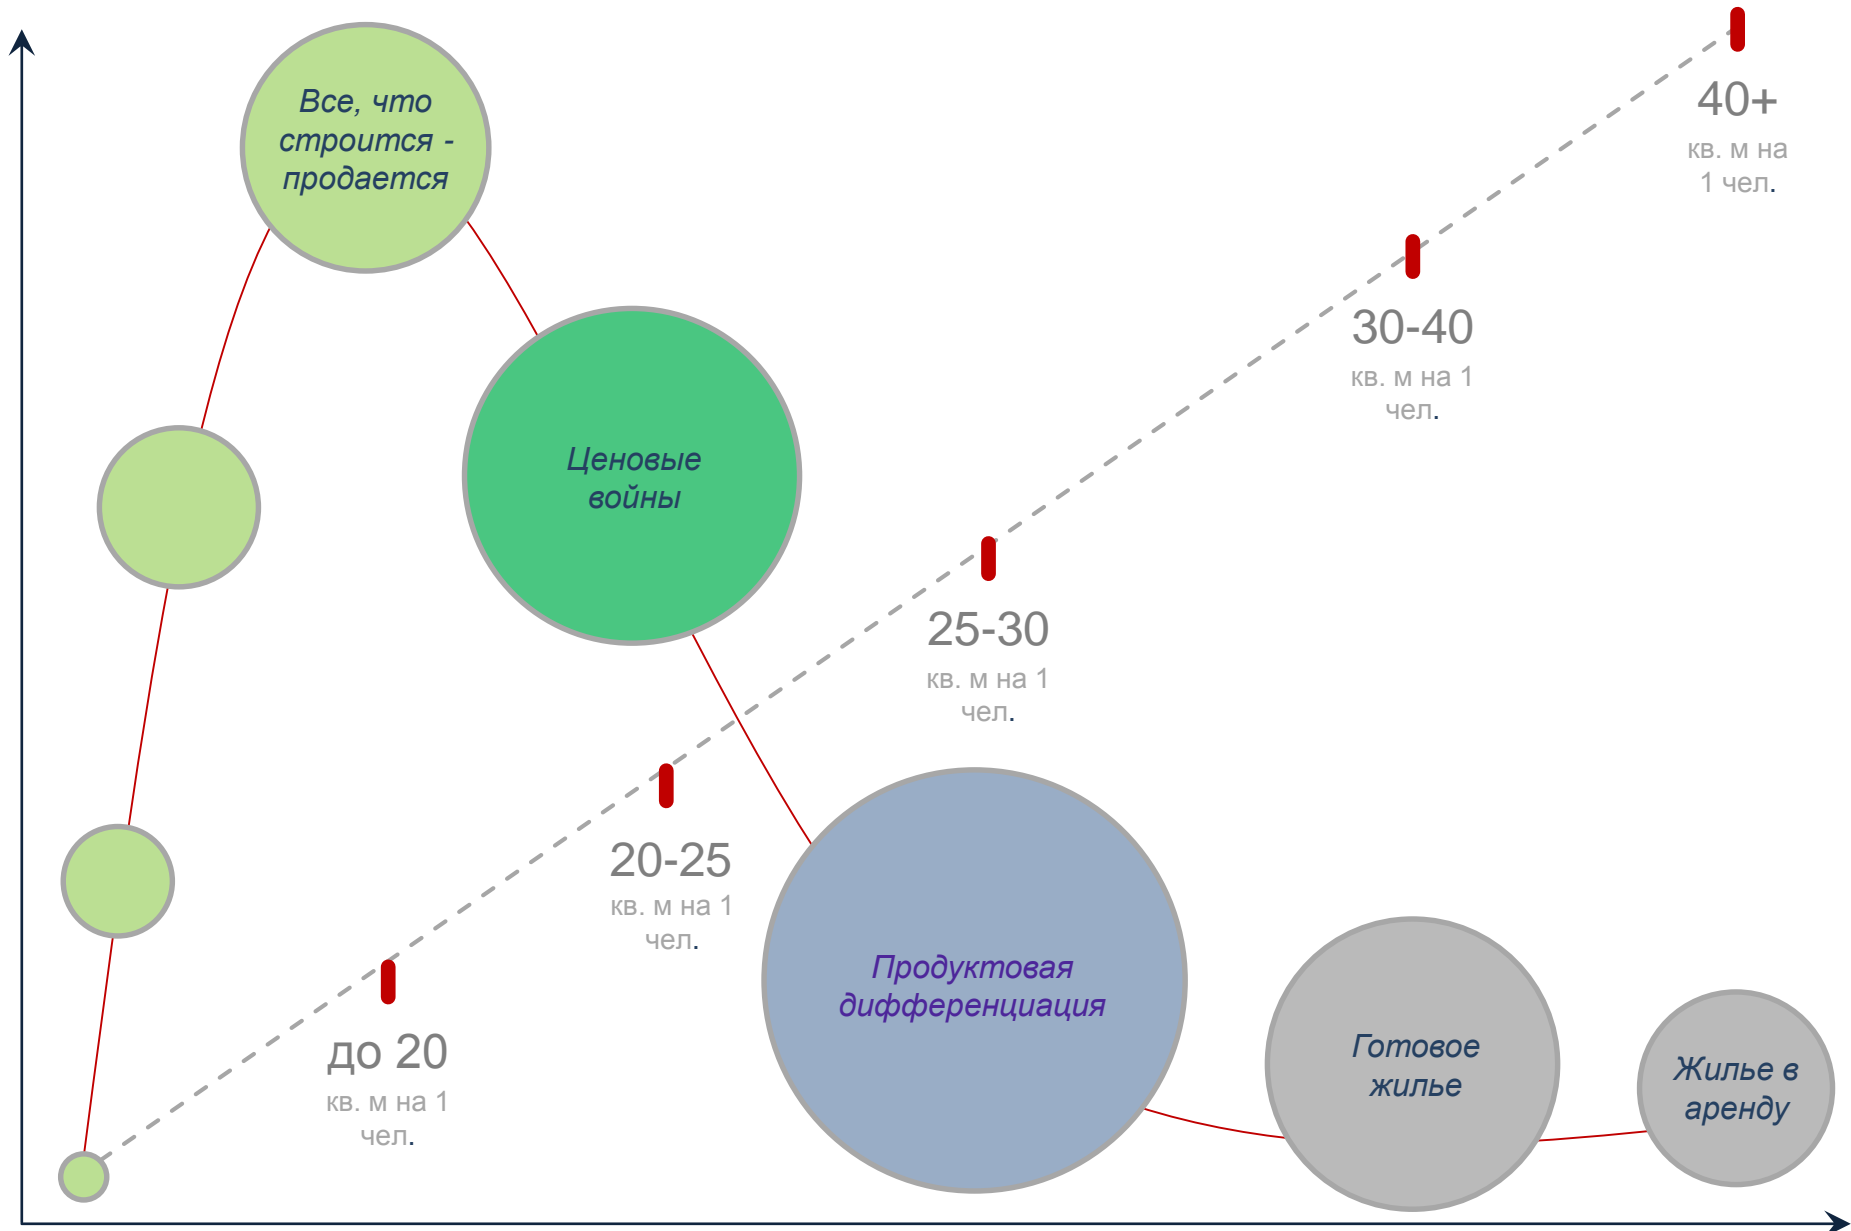 Все, что
строится -
продается
40+
кв. м на
1 чел.
30-40
кв. м на 1
чел.
Ценовые
войны
25-30
кв. м на 1
чел.
20-25
кв. м на 1
чел.
Продуктовая
дифференциация
до 20
кв. м на 1
чел.
Готовое
жилье
Жилье в
аренду